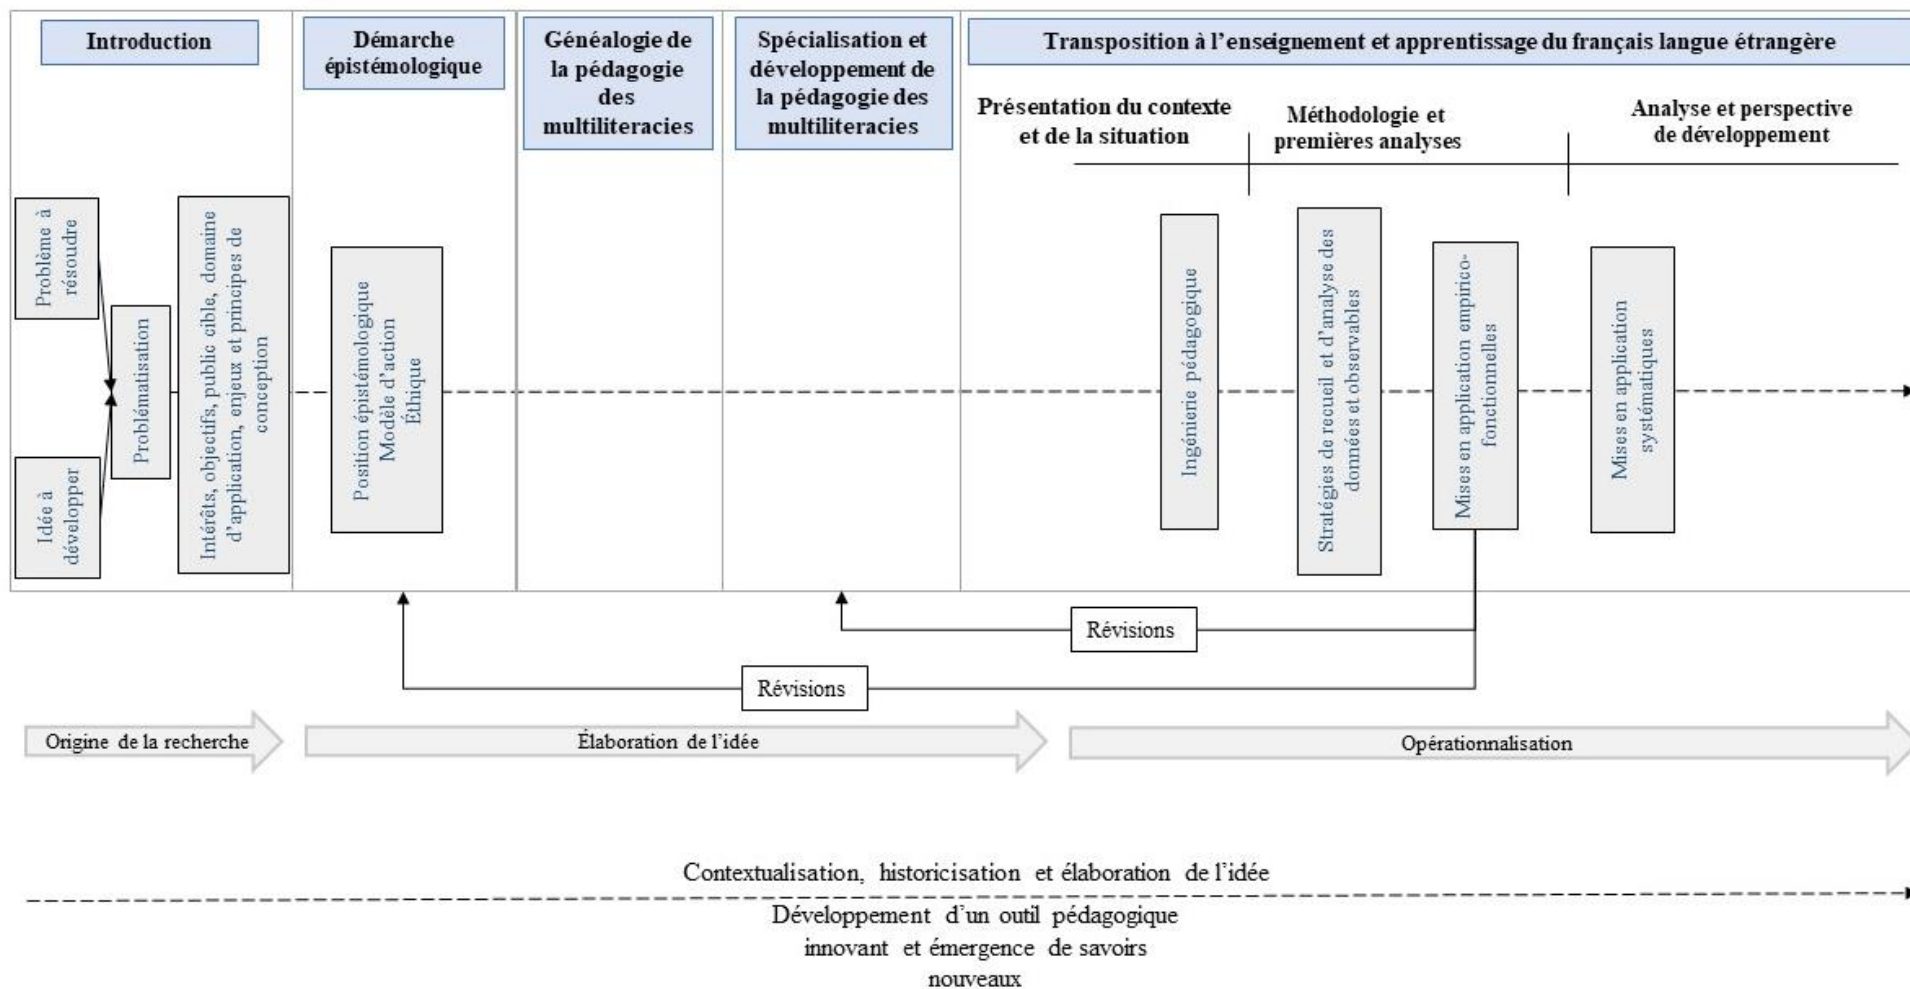 Introduction
Démarche
épistémologique
Généalogie de
la pédagogie
des
multiliteracies
Spécialisation et
développement de
la pédagogie des
multiliteracies
Transposition à l'enseignement et apprentissage du français langue étrangère
Présentation du contexte
et de la situation
Méthodologie et
premières analyses
Analyse et perspective
de développement
Problème à
résoudre
Idée à
développer
Problématisation
Intérêts, objectifs, public cible, domaine
d'application, enjeux et principes de
conception
Position épistémologique
Modèle d'action
Éthique
Ingénierie pédagogique
Stratégies de recueil et d'analyse des
données et observables
Mises en application empirico-
fonctionnelles
Mises en application
systématiques
Révisions
Révisions
Origine de la recherche
Élaboration de l'idée
Opérationnalisation
Contextualisation, historicisation et élaboration de l'idée
Développement d'un outil pédagogique
innovant et émergence de savoirs
nouveaux